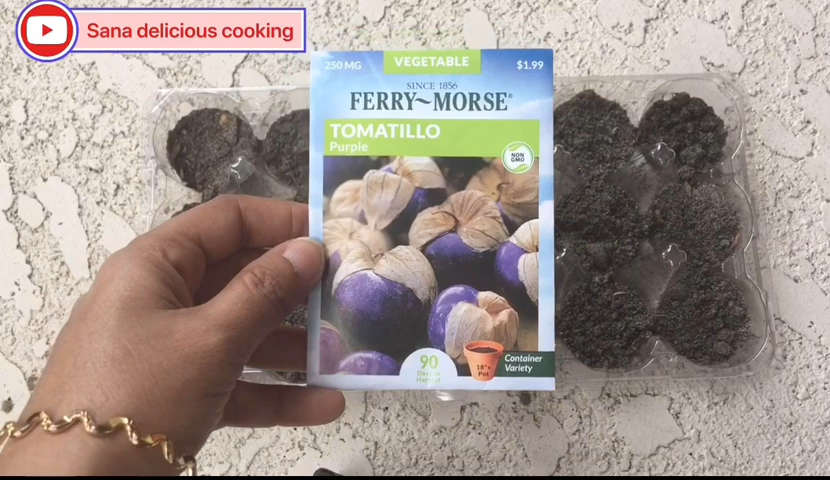 Sana delicious cooking
VEGETABLE
250 MG
$1.99
SINCE 1856
FERRY~MORSE®
TOMATILLO
Purple
NON
GMO
90
Days to
Harvest
18"+
Pot
Container
Variety